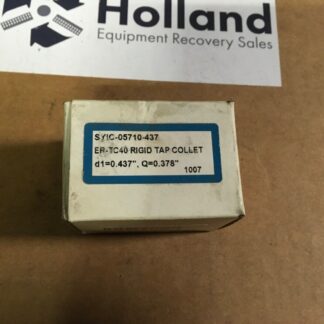 Holland
Equipment Recovery Sales
SYIC-05710-437
ER-TC40 RIGID TAP COLLET
d1=0.437", Q=0.378"
1007